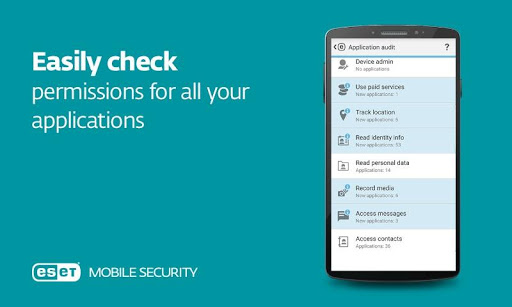 Easily check
permissions for all your
applications
eset MOBILE SECURITY
Application audit ?
Device admin
No applications
Use paid services
New applications: 1
Track location
New applications: 6
Read identity info
New applications: 53
Read personal data
Applications: 14
Record media
New applications: 4
Access messages
New applications: 3
Access contacts
Applications: 20